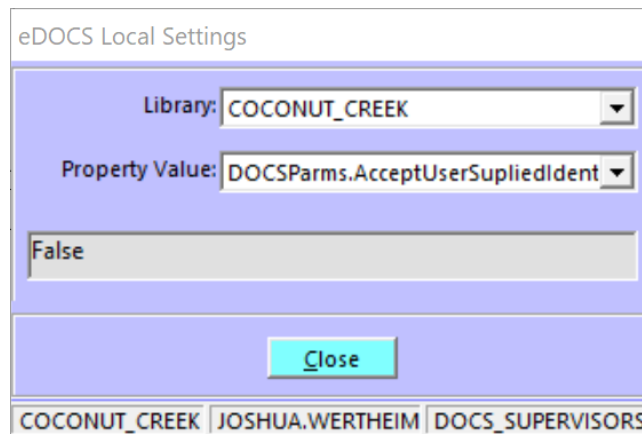 eDOCS Local Settings
Library: COCONUT_CREEK
Property Value: DOCSParms.AcceptUserSupliedIdent
False
Close
COCONUT_CREEK JOSHUA.WERTHEIM DOCS_SUPERVISORS